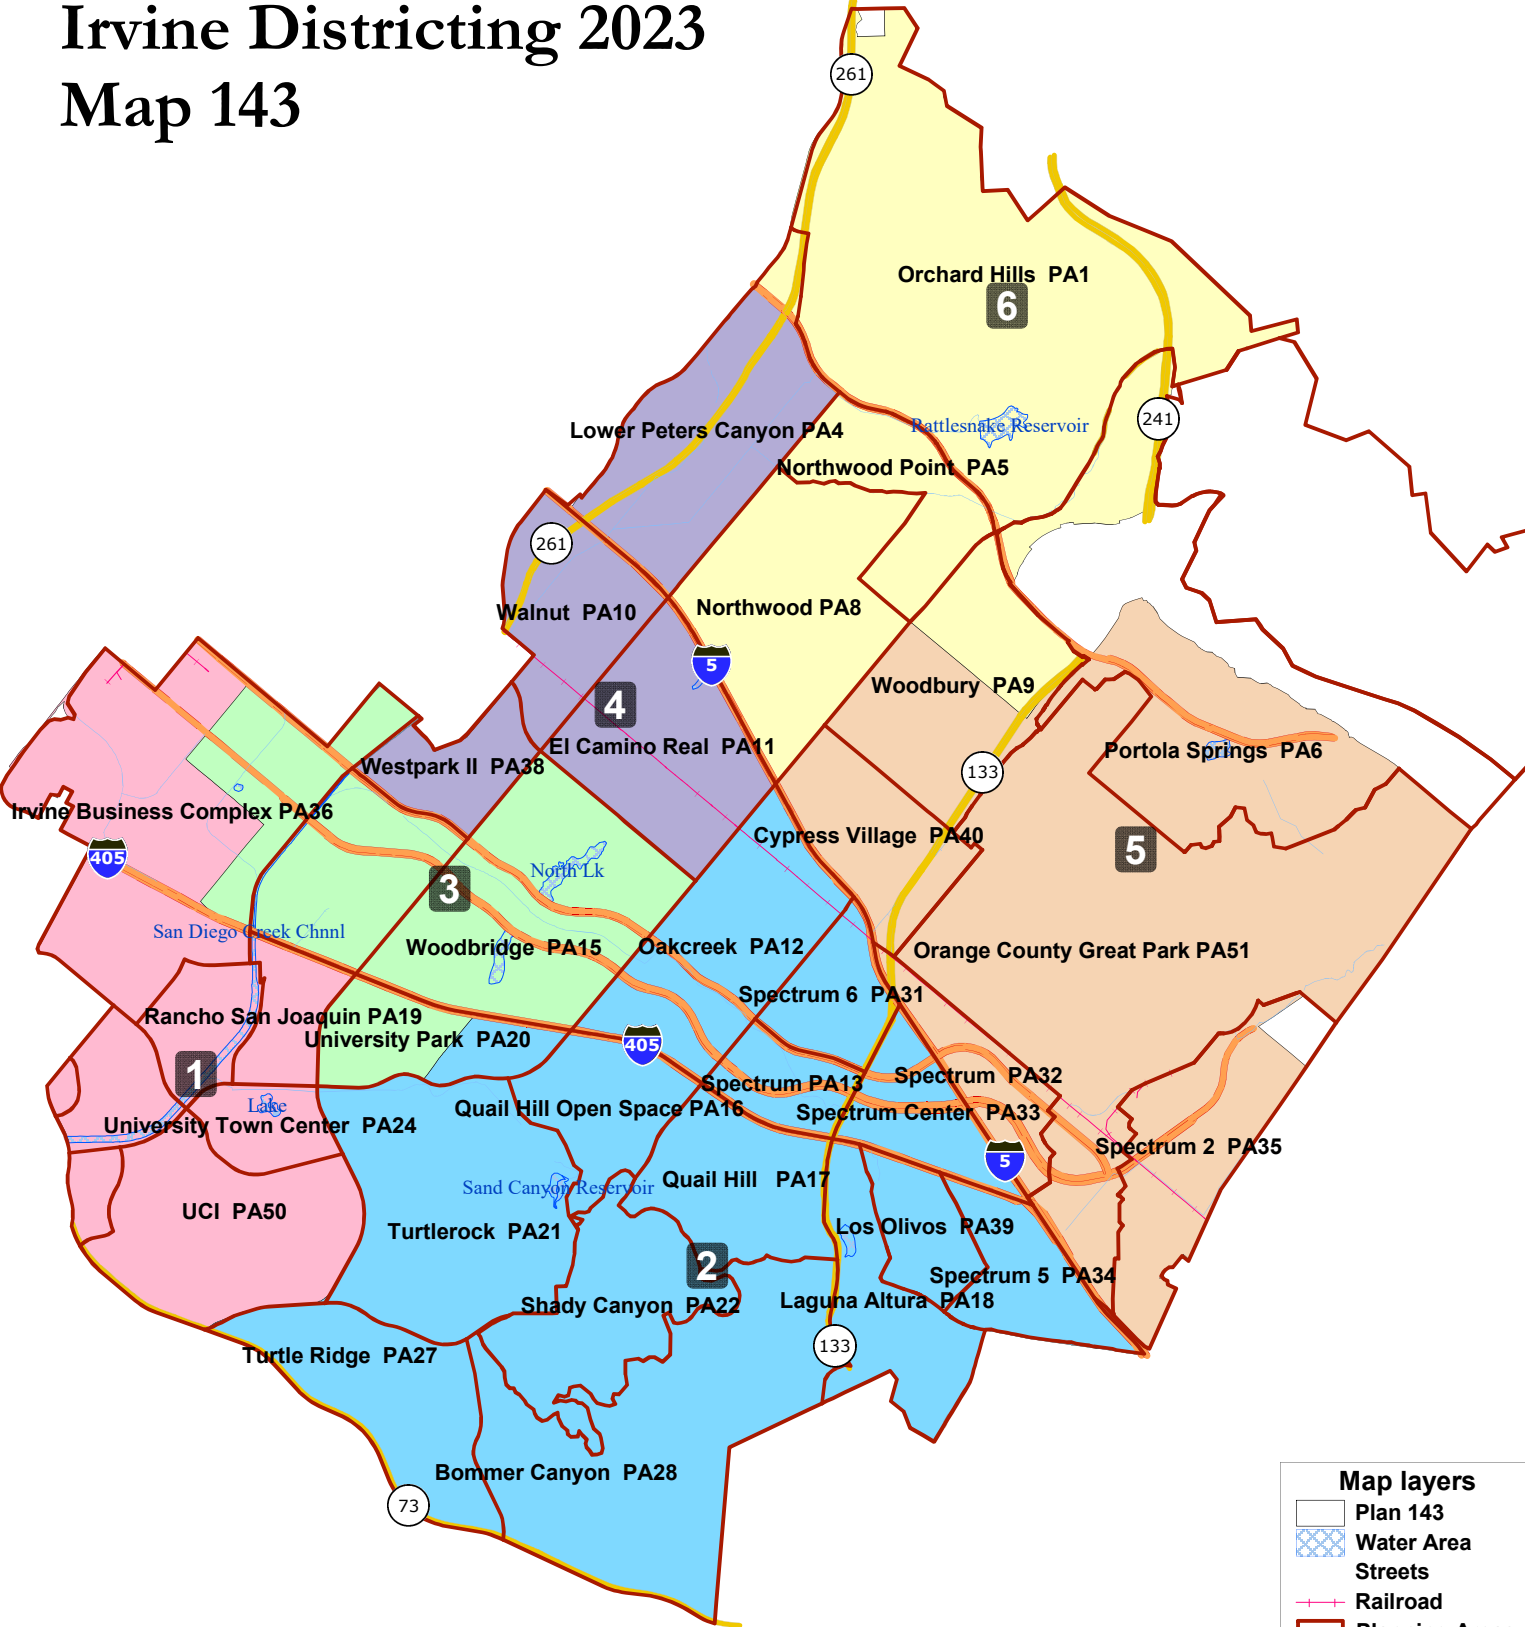 Irvine Districting 2023
Map 143
261
Orchard Hills  PA1
6
241
Rattlesnake Reservoir
Lower Peters Canyon PA4
Northwood Point  PA5
261
Walnut  PA10
Northwood PA8
5
Woodbury  PA9
4
El Camino Real  PA11
Westpark II  PA38
Portola Springs  PA6
133
Irvine Business Complex PA36
Cypress Village  PA40
405
5
North Lk
3
San Diego Creek Chnnl
Woodbridge  PA15
Oakcreek  PA12
Orange County Great Park PA51
Spectrum 6  PA31
Rancho San Joaquin PA19
University Park  PA20
405
1
Spectrum PA13
Spectrum  PA32
Lake
Quail Hill Open Space PA16
Spectrum Center  PA33
University Town Center  PA24
Spectrum 2  PA35
5
Sand Canyon Reservoir
Quail Hill  PA17
UCI  PA50
Turtlerock  PA21
Los Olivos  PA39
2
Spectrum 5  PA34
Shady Canyon  PA22
Laguna Altura  PA18
133
Turtle Ridge  PA27
Bommer Canyon  PA28
73
Map layers
Plan 143
Water Area
Streets
Railroad